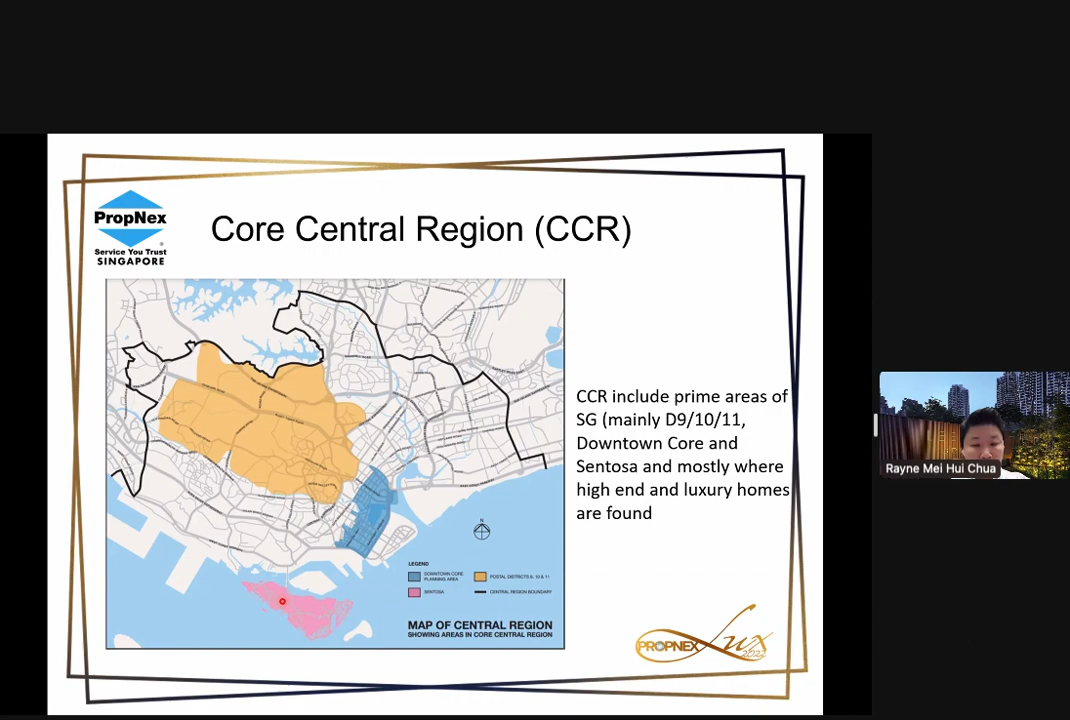 PropNex
Service You Trust
SINGAPORE
Core Central Region (CCR)
CCR include prime areas of
SG (mainly D9/10/11,
Downtown Core and
Sentosa and mostly where
high end and luxury homes
are found
N
LEGEND
DOWNTOWN CORE
PLANNING AREA
POSTAL DISTRICTS 9, 10 & 11
SENTOSA
CENTRAL REGION BOUNDARY
MAP OF CENTRAL REGION
SHOWING AREAS IN CORE CENTRAL REGION
PROPNEX Lux
2022
Rayne Mei Hui Chua